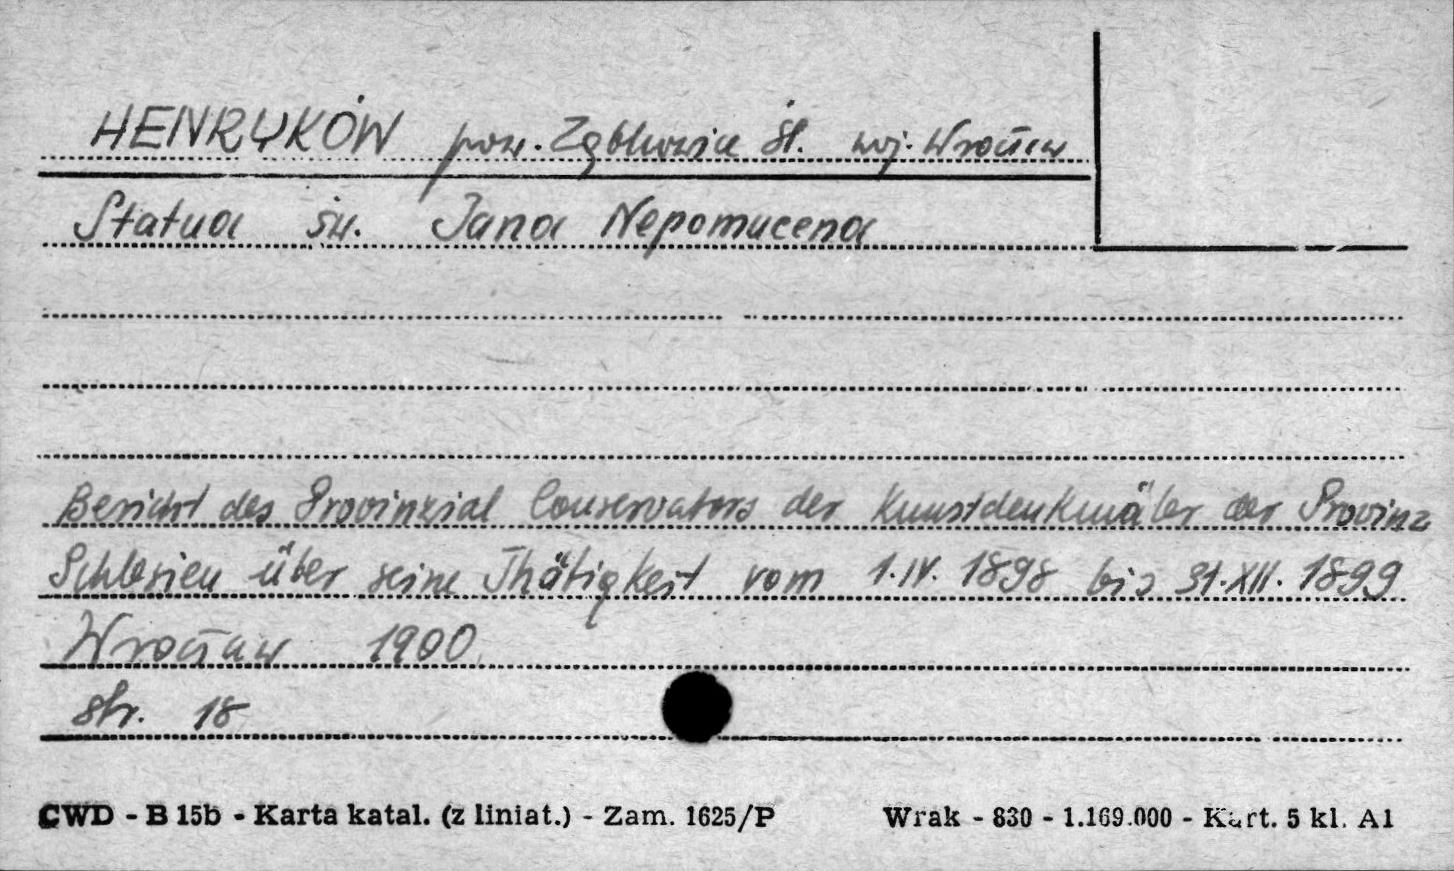 HENRYKÓW pow. Ząbkowice Śl. woj. Wrocław
Statua św. Jana Nepomucena
Bericht des Provinzial Conservators der Kunstdenkmäler der Provinz
Schlesien über seine Thätigkeit vom 1.IV. 1898 bis 31.XII. 1899
Wrocław 1900
str. 18
CWD - B 15b - Karta katal. (z liniat.) - Zam. 1625/P Wrak - 830 - 1.169.000 - Kart. 5 kl. A1